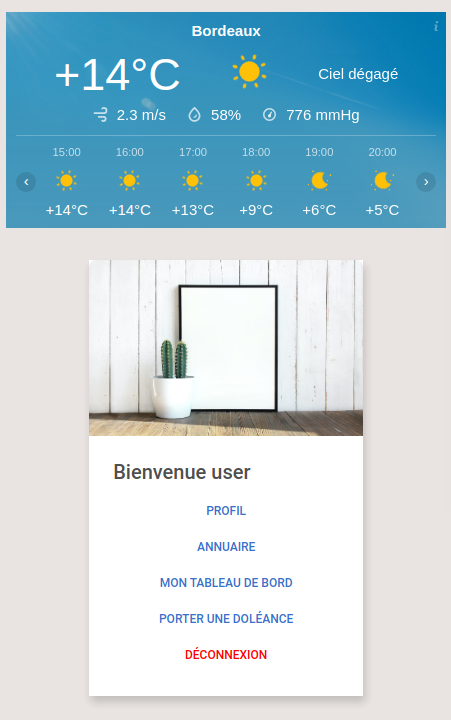 Bordeaux
i
+14°C
Ciel dégagé
2.3 m/s 58% 776 mmHg
15:00 16:00 17:00 18:00 19:00 20:00
‹ ›
+14°C +14°C +13°C +9°C +6°C +5°C
Bienvenue user
PROFIL
ANNUAIRE
MON TABLEAU DE BORD
PORTER UNE DOLÉANCE
DÉCONNEXION